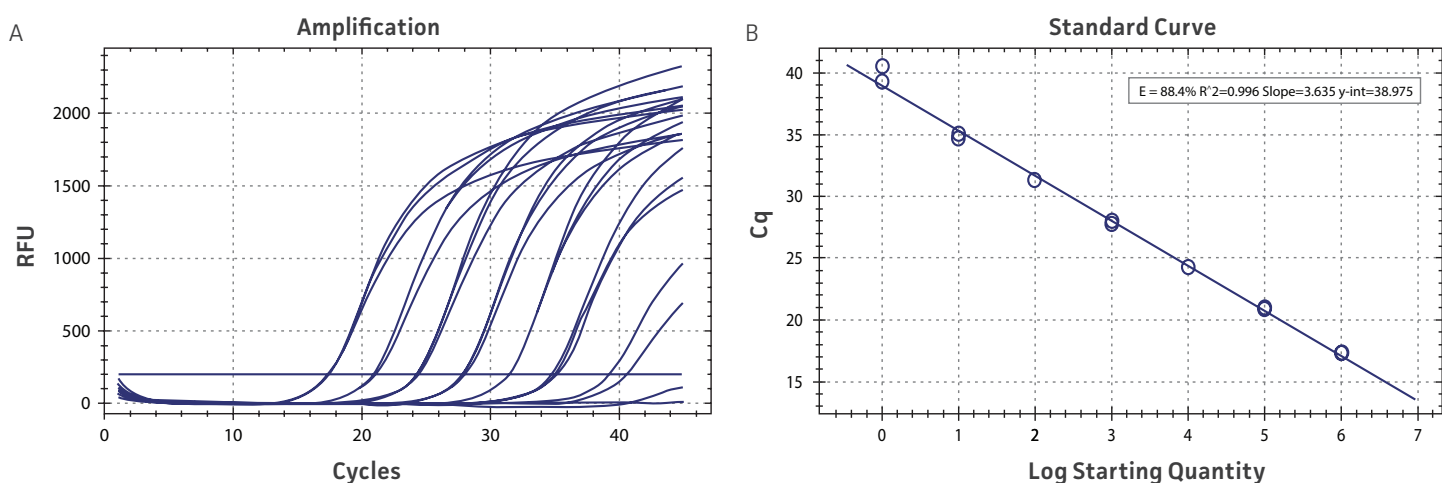 A
Amplification
RFU
2000
1500
1000
500
0
0 10 20 30 40
Cycles
B
Standard Curve
Cq
40
35
30
25
20
15
E = 88.4% R^2=0.996 Slope=3.635 y-int=38.975
0 1 2 3 4 5 6 7
Log Starting Quantity